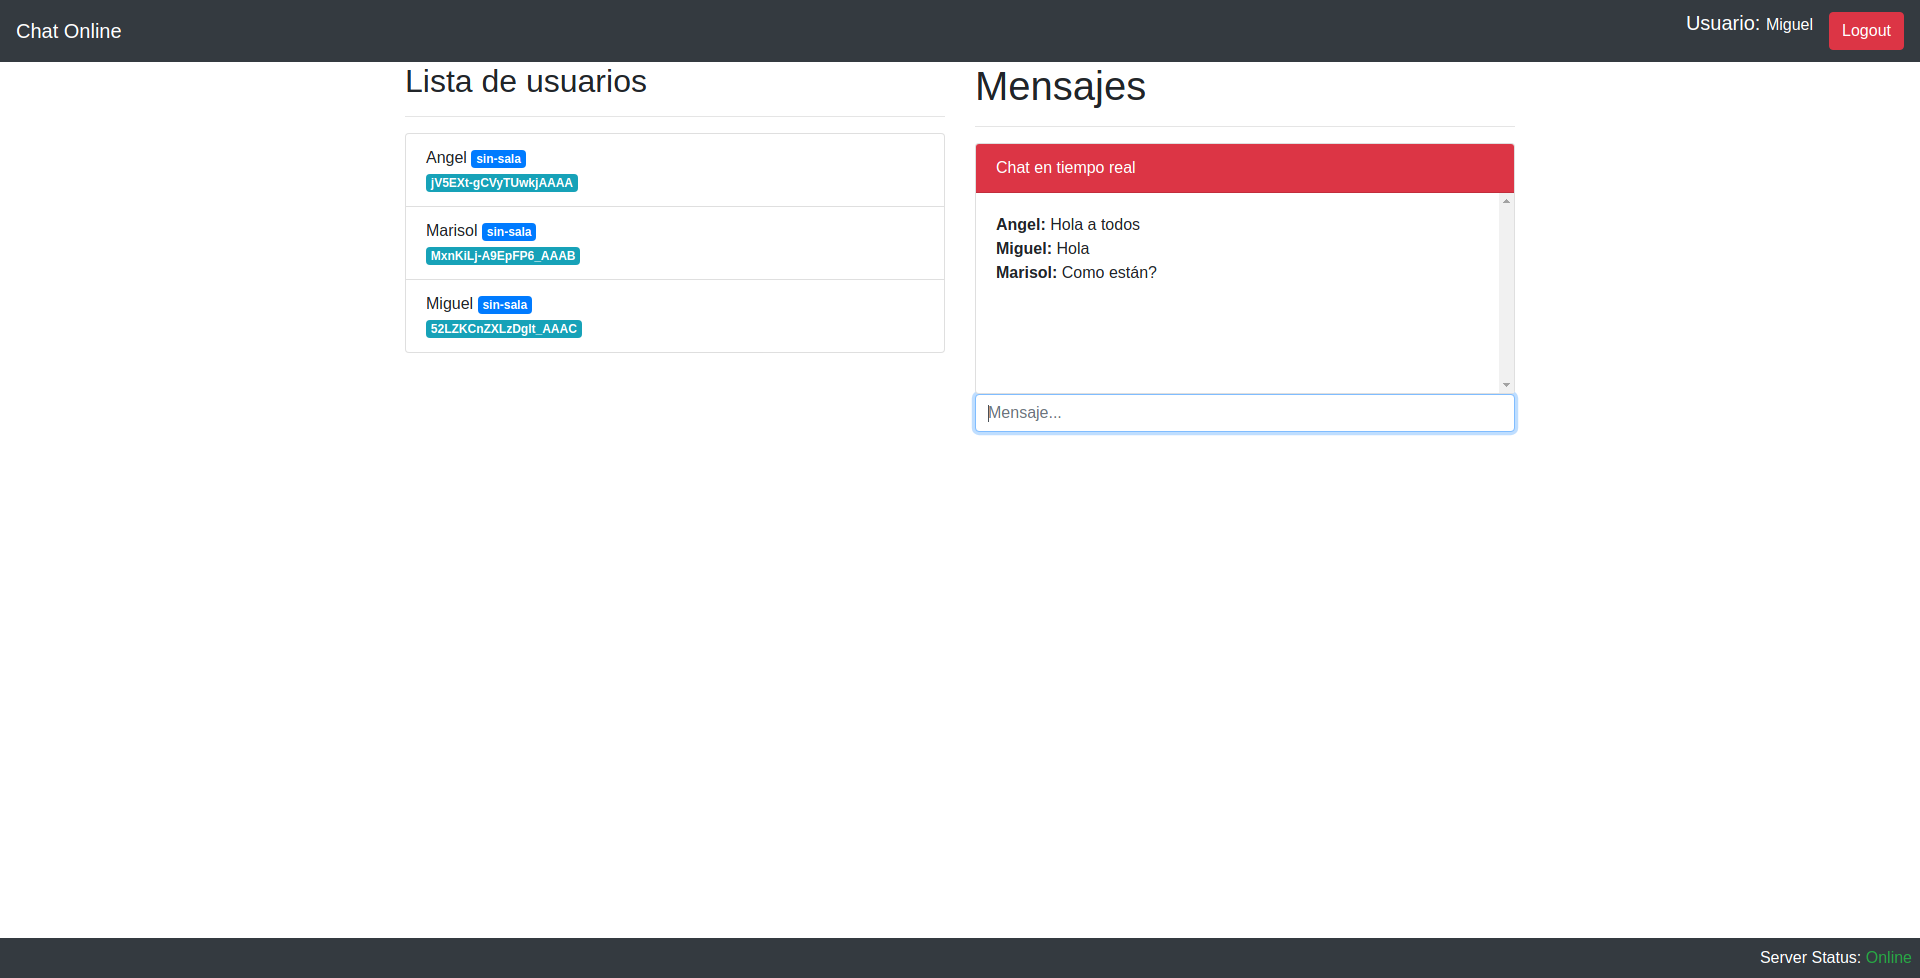 Chat Online
Usuario: Miguel
Logout
Lista de usuarios
Angel sin-sala
jV5EXt-gCVyTUwkjAAAA
Marisol sin-sala
MxnKiLj-A9EpFP6_AAAB
Miguel sin-sala
52LZKCnZXLzDglt_AAAC
Mensajes
Chat en tiempo real
Angel: Hola a todos
Miguel: Hola
Marisol: Como están?
Mensaje...
Server Status: Online